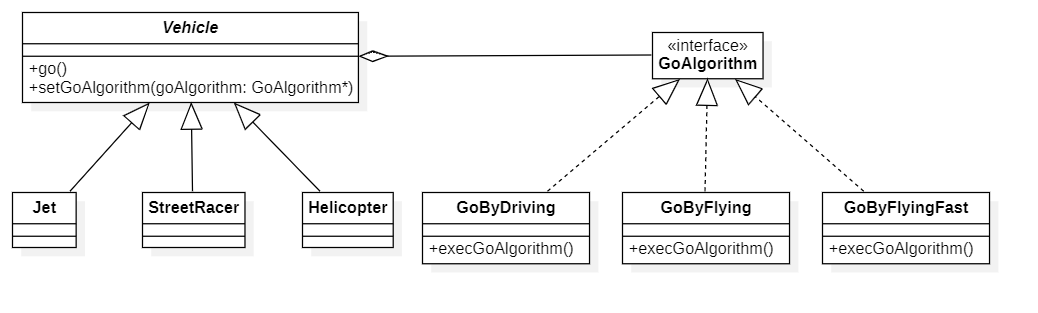 Vehicle
+go()
+setGoAlgorithm(goAlgorithm: GoAlgorithm*)
«interface»
GoAlgorithm
Jet
StreetRacer
Helicopter
GoByDriving
+execGoAlgorithm()
GoByFlying
+execGoAlgorithm()
GoByFlyingFast
+execGoAlgorithm()